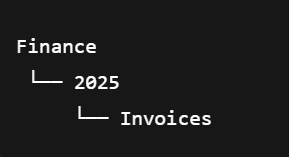 Finance
└── 2025
└── Invoices